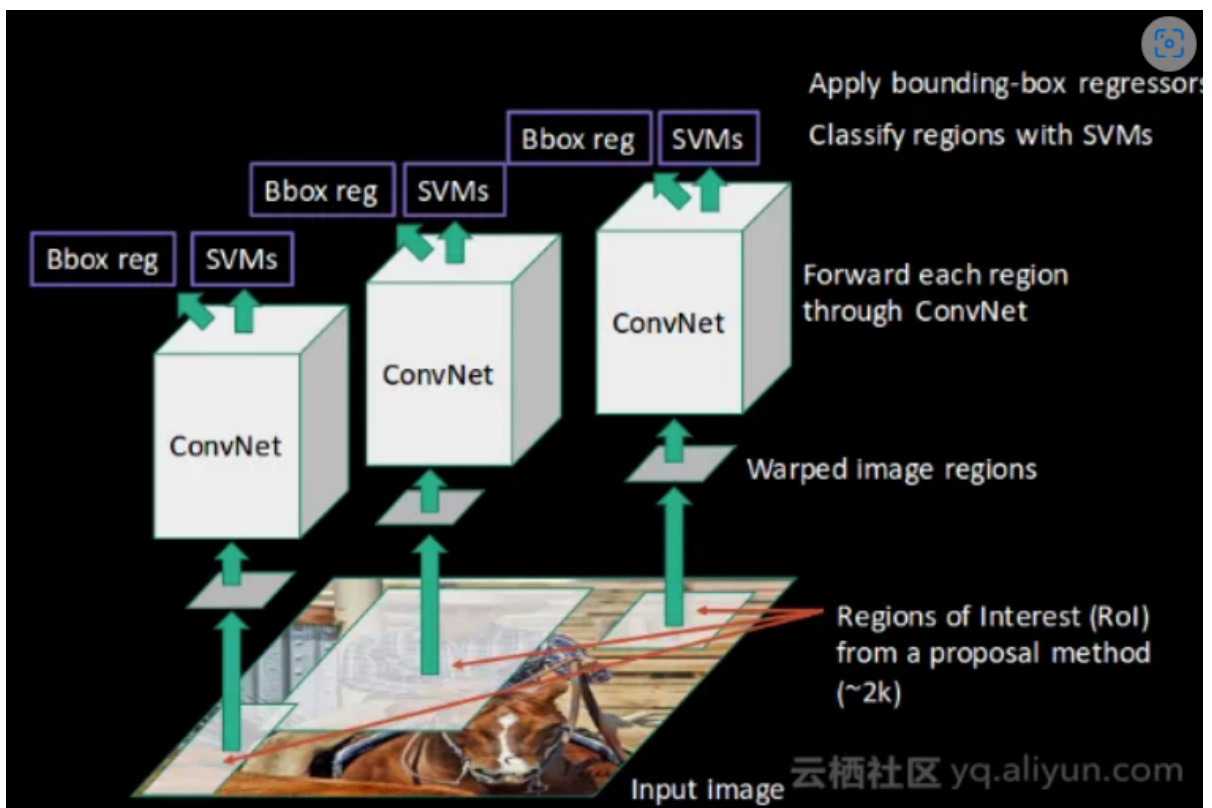 Apply bounding-box regressors
Bbox reg
SVMs
Classify regions with SVMs
Bbox reg
SVMs
Bbox reg
SVMs
Forward each region
through ConvNet
ConvNet
ConvNet
ConvNet
Warped image regions
Regions of Interest (RoI)
from a proposal method
(~2k)
Input image
云栖社区 yq.aliyun.com